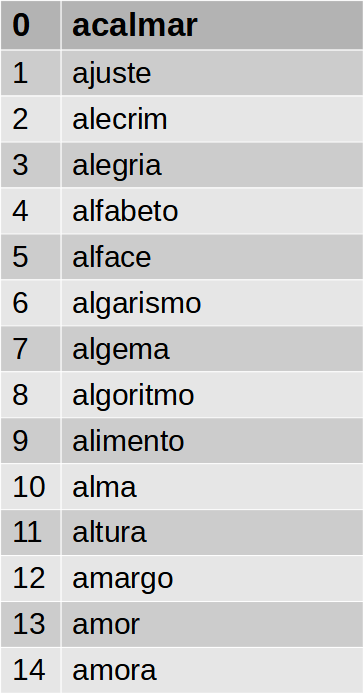 0 acalmar
1 ajuste
2 alecrim
3 alegria
4 alfabeto
5 alface
6 algarismo
7 algema
8 algoritmo
9 alimento
10 alma
11 altura
12 amargo
13 amor
14 amora